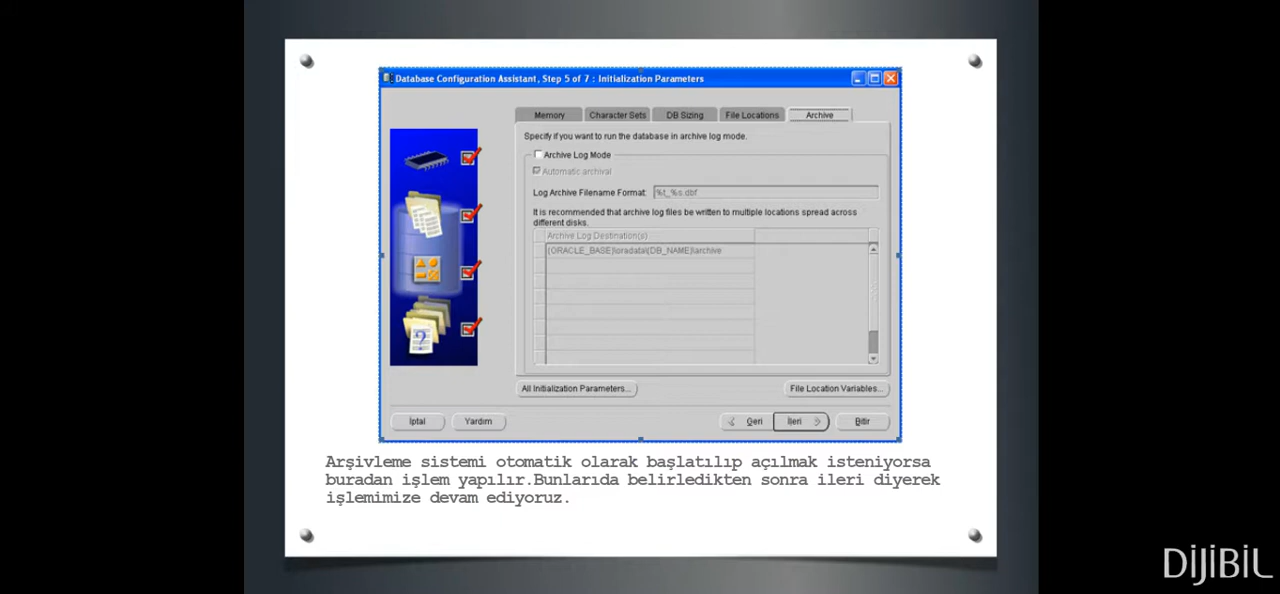 Database Configuration Assistant, Step 5 of 7 : Initialization Parameters
Memory Character Sets DB Sizing File Locations Archive
Specify if you want to run the database in archive log mode.
Archive Log Mode
Automatic archival
Log Archive Filename Format: %t_%s.dbf
It is recommended that archive log files be written to multiple locations spread across
different disks.
Archive Log Destination(s)
{ORACLE_BASE}\oradata\{DB_NAME}\archive
All Initialization Parameters... File Location Variables...
İptal Yardım Geri İleri Bitir
Arşivleme sistemi otomatik olarak başlatılıp açılmak isteniyorsa
buradan işlem yapılır.Bunlarıda belirledikten sonra ileri diyerek
işlemimize devam ediyoruz.
DİJİBİL